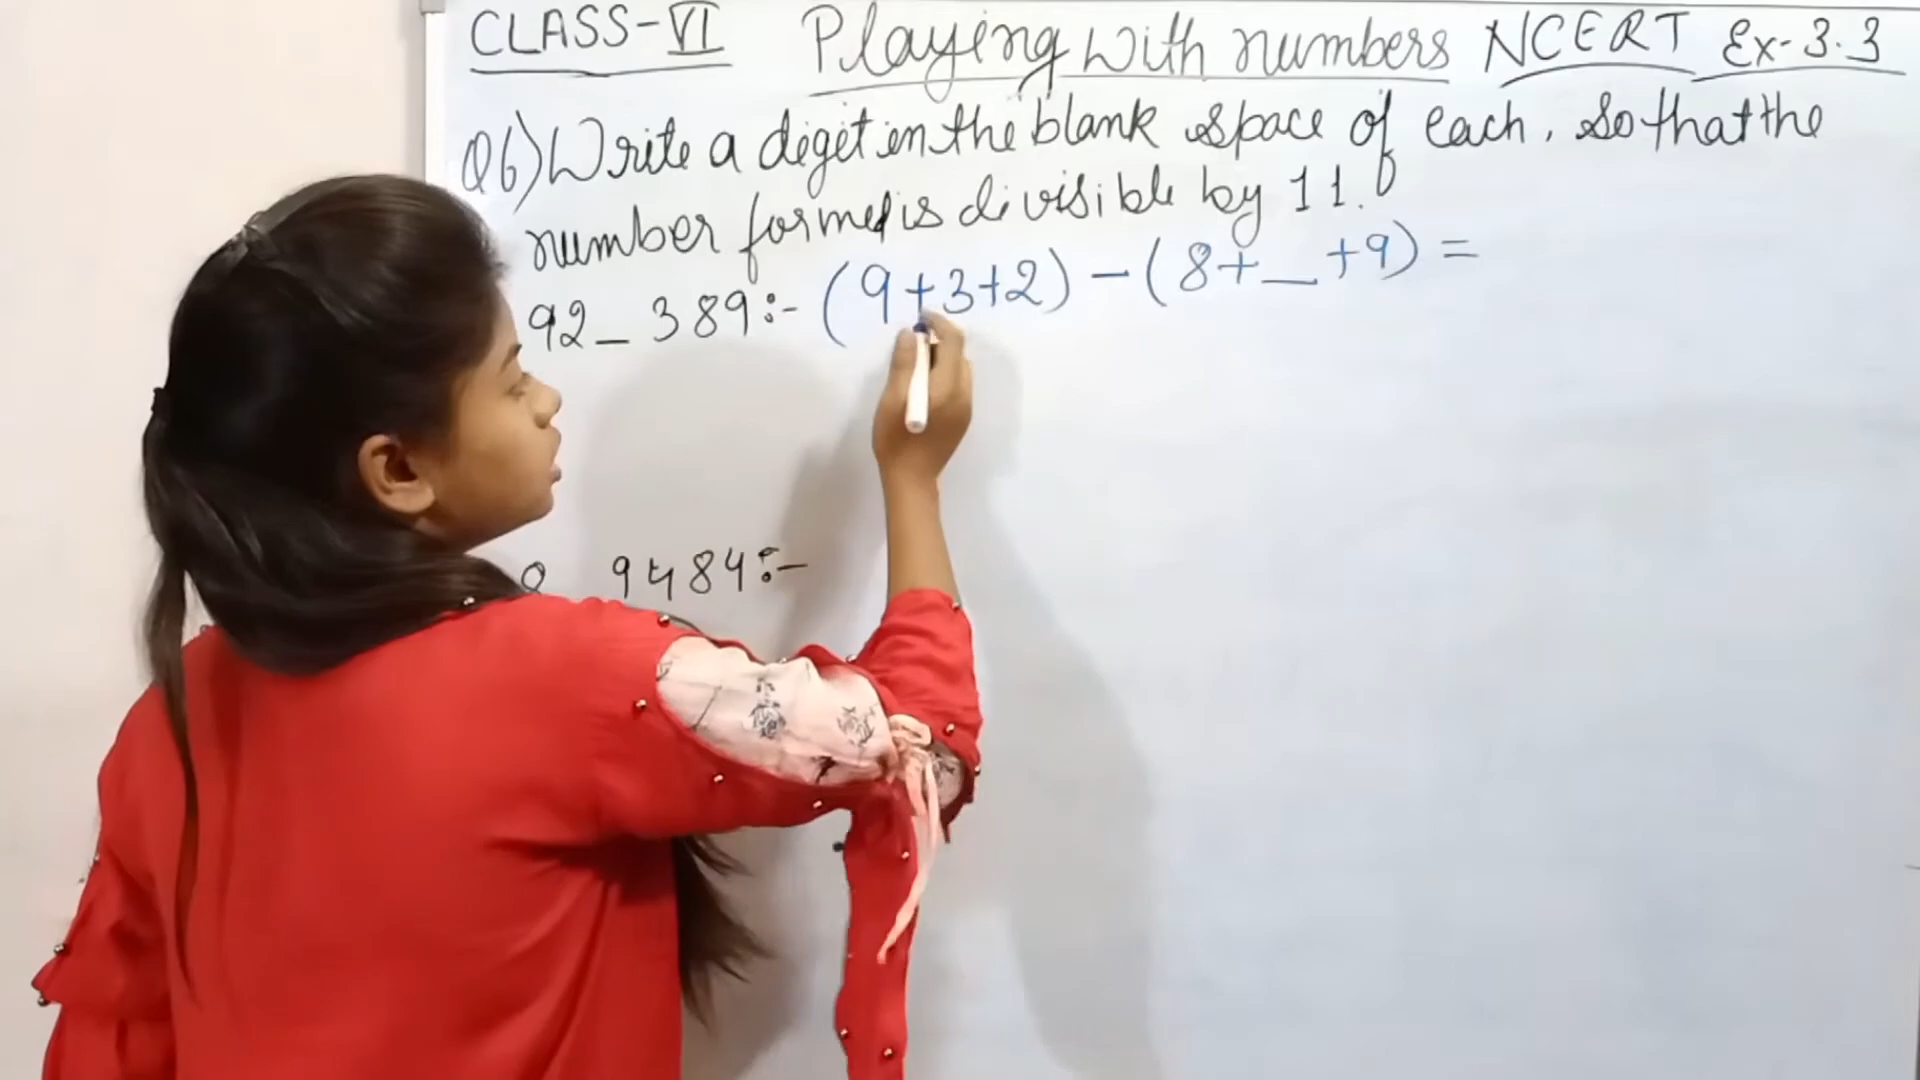 CLASS-VI Playing with numbers NCERT Ex-3.3
Q6) Write a digit in the blank space of each, so that the
number formed is divisible by 11.
92_389:- (9+3+2)-(8+_+9)=
8 9484:-